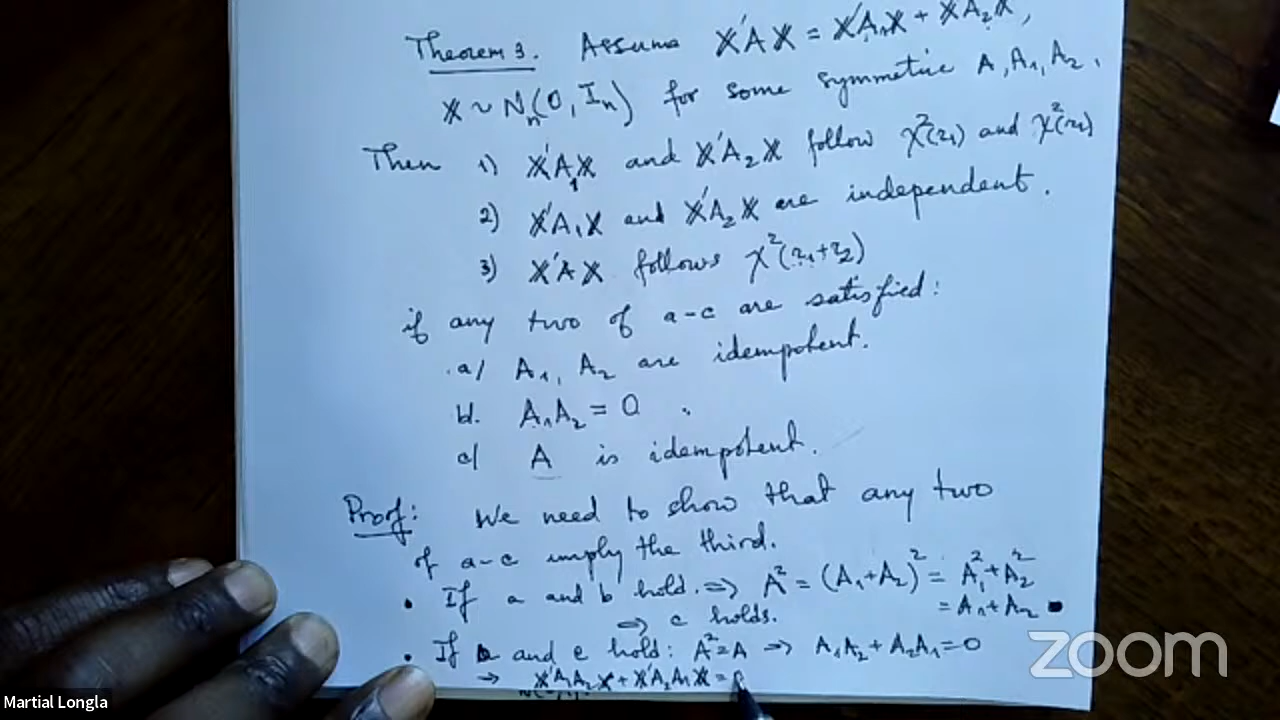 Theorem 3. Assume X'AX = X'A₁X + X'A₂X,
X ~ Nₙ(0, Iₙ) for some symmetric A, A₁, A₂.
Then 1) X'A₁X and X'A₂X follow χ²(r₁) and χ²(r₂)
2) X'A₁X and X'A₂X are independent.
3) X'AX follows χ²(r₁+r₂)
if any two of a-c are satisfied:
a/ A₁, A₂ are idempotent.
b. A₁A₂ = 0
c/ A is idempotent.
Proof: We need to show that any two
of a-c imply the third.
• If a and b hold. ⇒ A² = (A₁+A₂)² = A₁² + A₂²
= A₁ + A₂ ■
⇒ c holds.
• If a and c hold: A² = A ⇒ A₁A₂ + A₂A₁ = 0
→ X'A₁A₂X + X'A₂A₁X =
Martial Longla
zoom